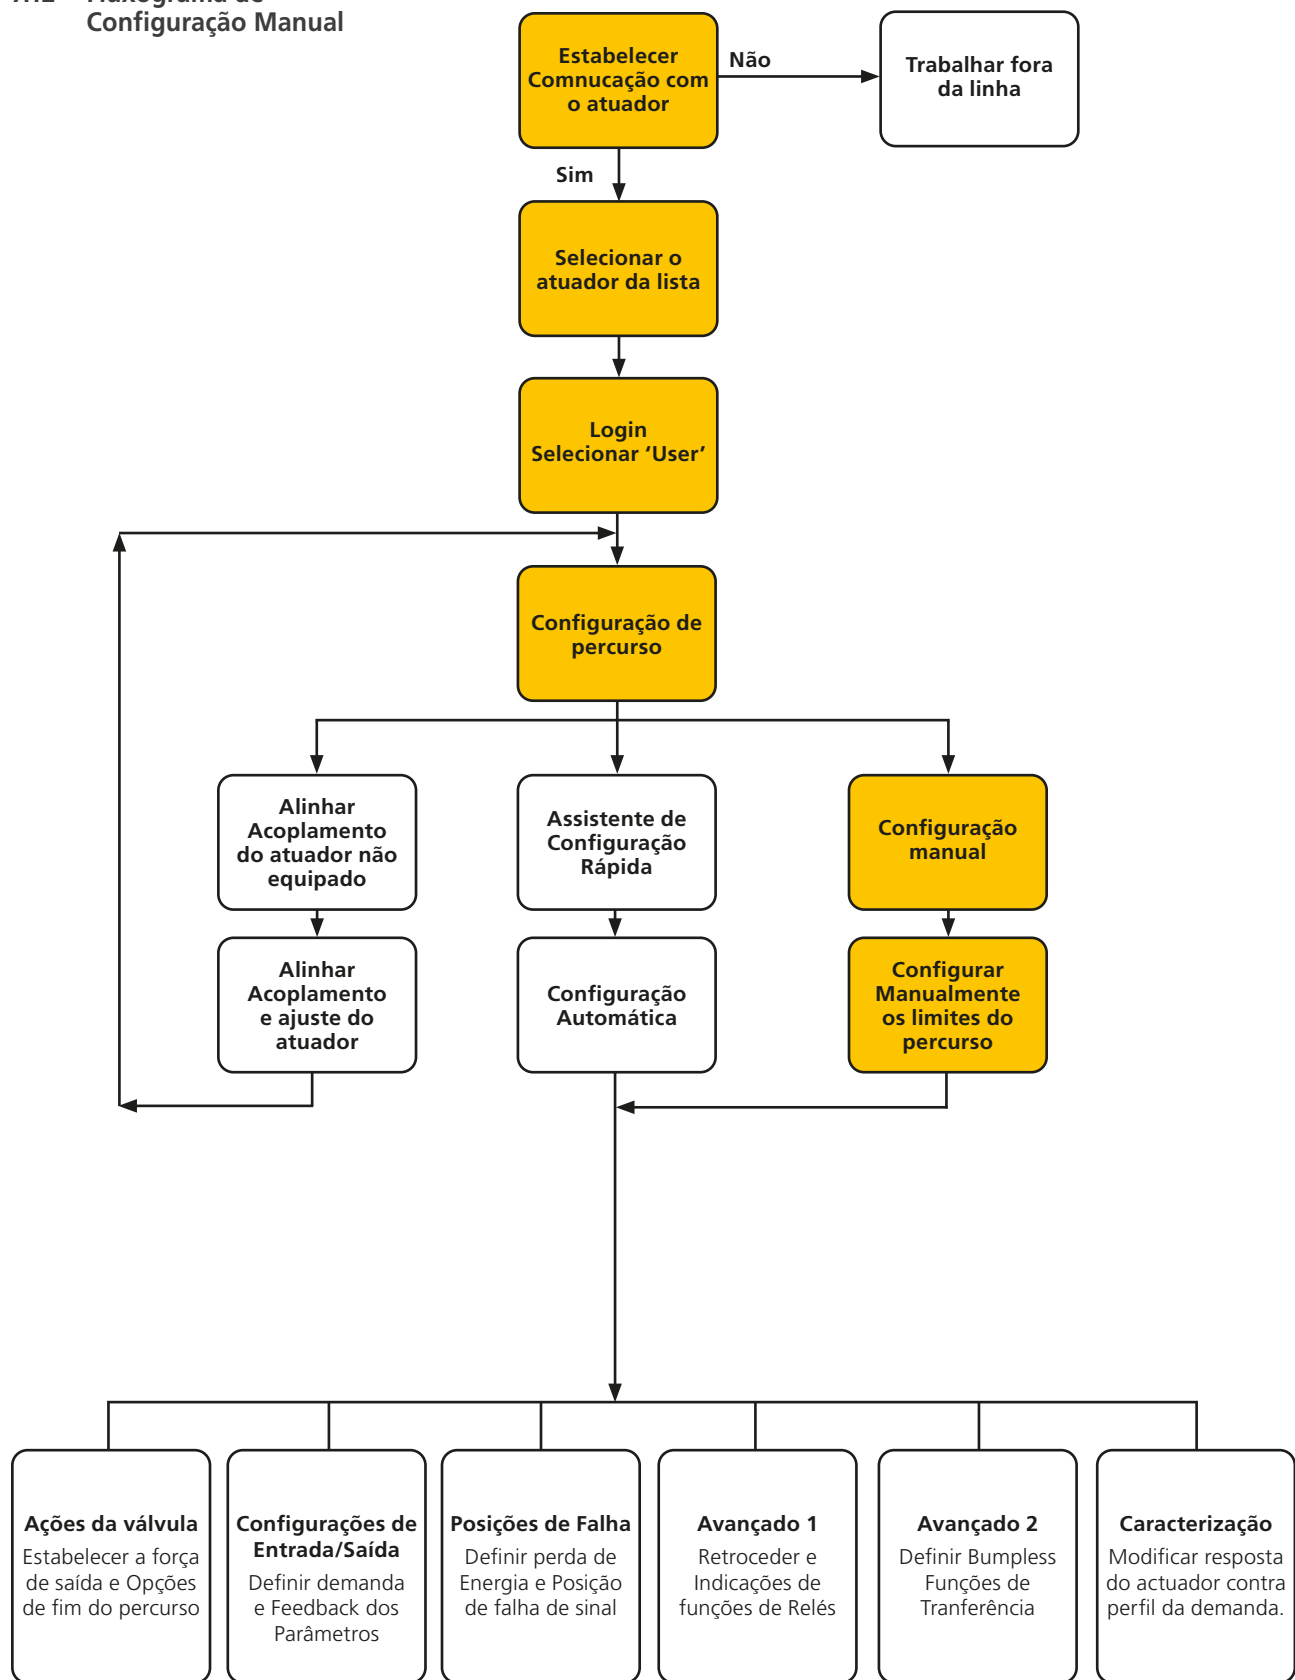 Configuração Manual
Estabelecer
Comnucação com
o atuador
Não
Trabalhar fora
da linha
Sim
Selecionar o
atuador da lista
Login
Selecionar ‘User’
Configuração de
percurso
Alinhar
Acoplamento
do atuador não
equipado
Assistente de
Configuração
Rápida
Configuração
manual
Alinhar
Acoplamento
e ajuste do
atuador
Configuração
Automática
Configurar
Manualmente
os limites do
percurso
Ações da válvula
Estabelecer a força
de saída e Opções
de fim do percurso
Configurações de
Entrada/Saída
Definir demanda
e Feedback dos
Parâmetros
Posições de Falha
Definir perda de
Energia e Posição
de falha de sinal
Avançado 1
Retroceder e
Indicações de
funções de Relés
Avançado 2
Definir Bumpless
Funções de
Tranferência
Caracterização
Modificar resposta
do actuador contra
perfil da demanda.